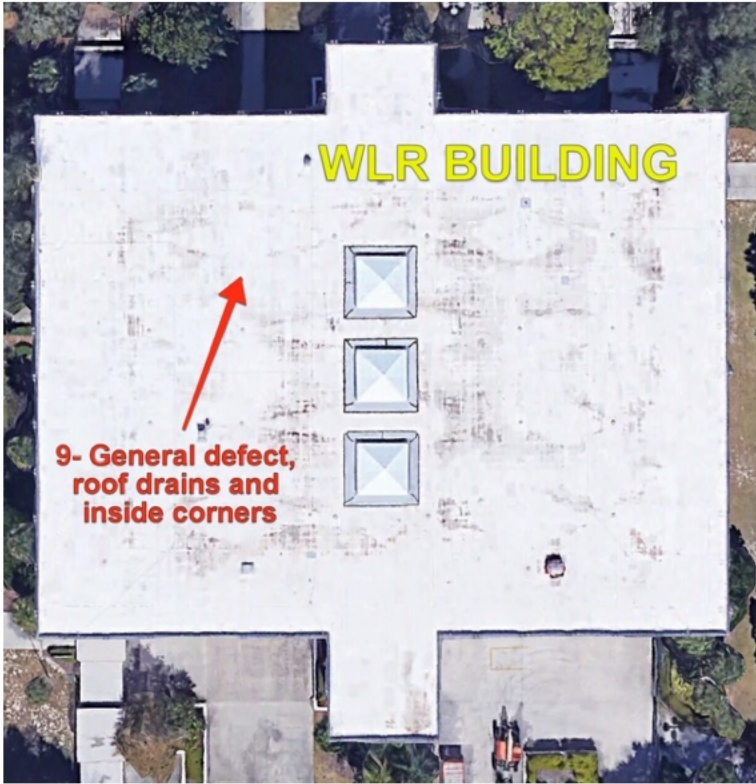 WLR BUILDING
9- General defect,
roof drains and
inside corners